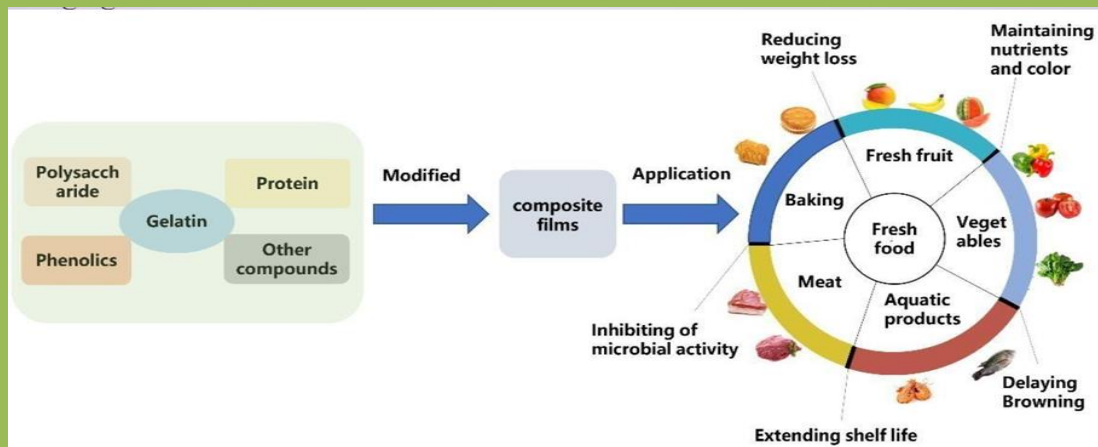 Polysacch
aride
Protein
Gelatin
Phenolics
Other
compounds
Modified
composite
films
Application
Reducing
weight loss
Maintaining
nutrients
and color
Fresh fruit
Baking
Fresh
food
Veget
ables
Meat
Aquatic
products
Inhibiting of
microbial activity
Delaying
Browning
Extending shelf life